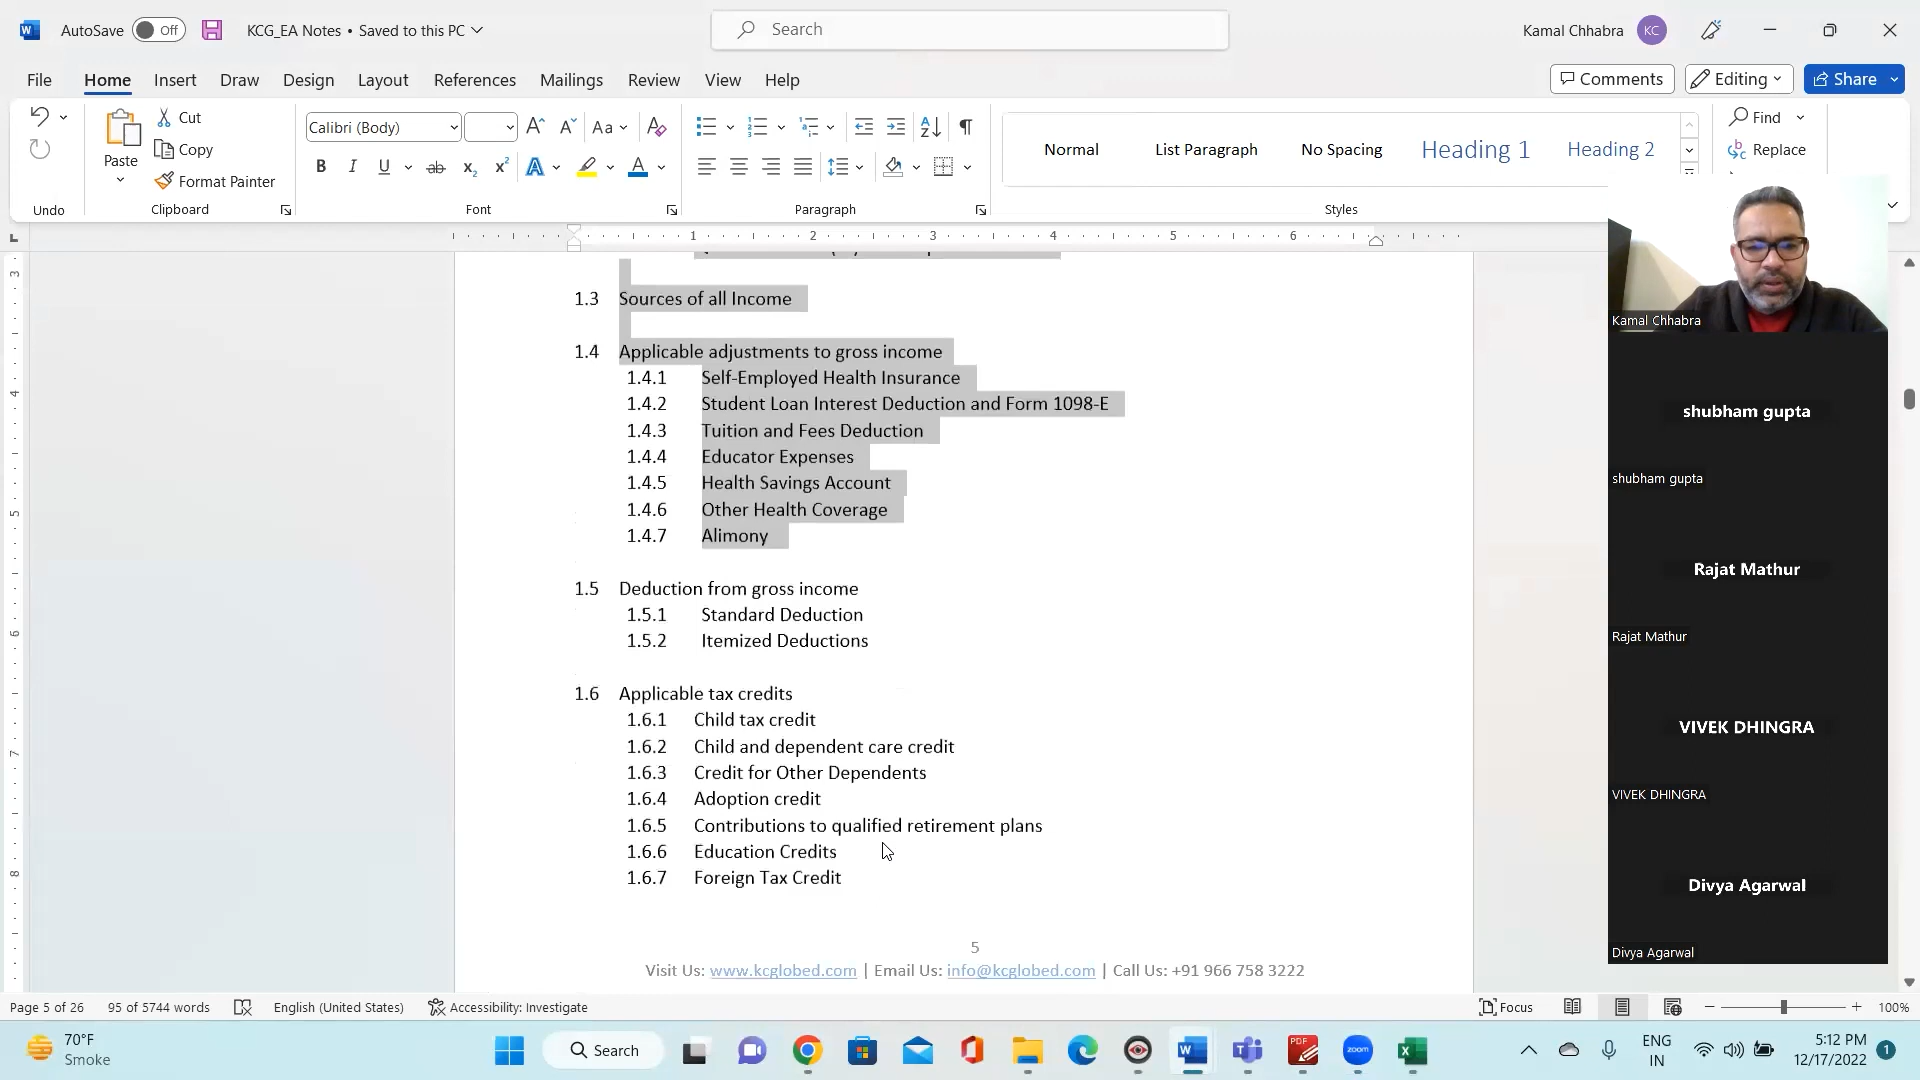 AutoSave Off KCG_EA Notes • Saved to this PC Search Kamal Chhabra KC
File Home Insert Draw Design Layout References Mailings Review View Help Comments Editing Share
Cut
Copy
Format Painter
Paste
Calibri (Body)
Aa
Normal List Paragraph No Spacing Heading 1 Heading 2
Find
Replace
Undo Clipboard Font Paragraph Styles
1 2 3 4 5 6
1.3 Sources of all Income
1.4 Applicable adjustments to gross income
1.4.1 Self-Employed Health Insurance
1.4.2 Student Loan Interest Deduction and Form 1098-E
1.4.3 Tuition and Fees Deduction
1.4.4 Educator Expenses
1.4.5 Health Savings Account
1.4.6 Other Health Coverage
1.4.7 Alimony
1.5 Deduction from gross income
1.5.1 Standard Deduction
1.5.2 Itemized Deductions
1.6 Applicable tax credits
1.6.1 Child tax credit
1.6.2 Child and dependent care credit
1.6.3 Credit for Other Dependents
1.6.4 Adoption credit
1.6.5 Contributions to qualified retirement plans
1.6.6 Education Credits
1.6.7 Foreign Tax Credit
5
Visit Us: www.kcglobed.com | Email Us: info@kcglobed.com | Call Us: +91 966 758 3222
Kamal Chhabra
shubham gupta
shubham gupta
Rajat Mathur
Rajat Mathur
VIVEK DHINGRA
VIVEK DHINGRA
Divya Agarwal
Divya Agarwal
Page 5 of 26 95 of 5744 words English (United States) Accessibility: Investigate Focus 100%
70°F
Smoke
Search
PDF
zoom
ENG
IN
5:12 PM
12/17/2022
1